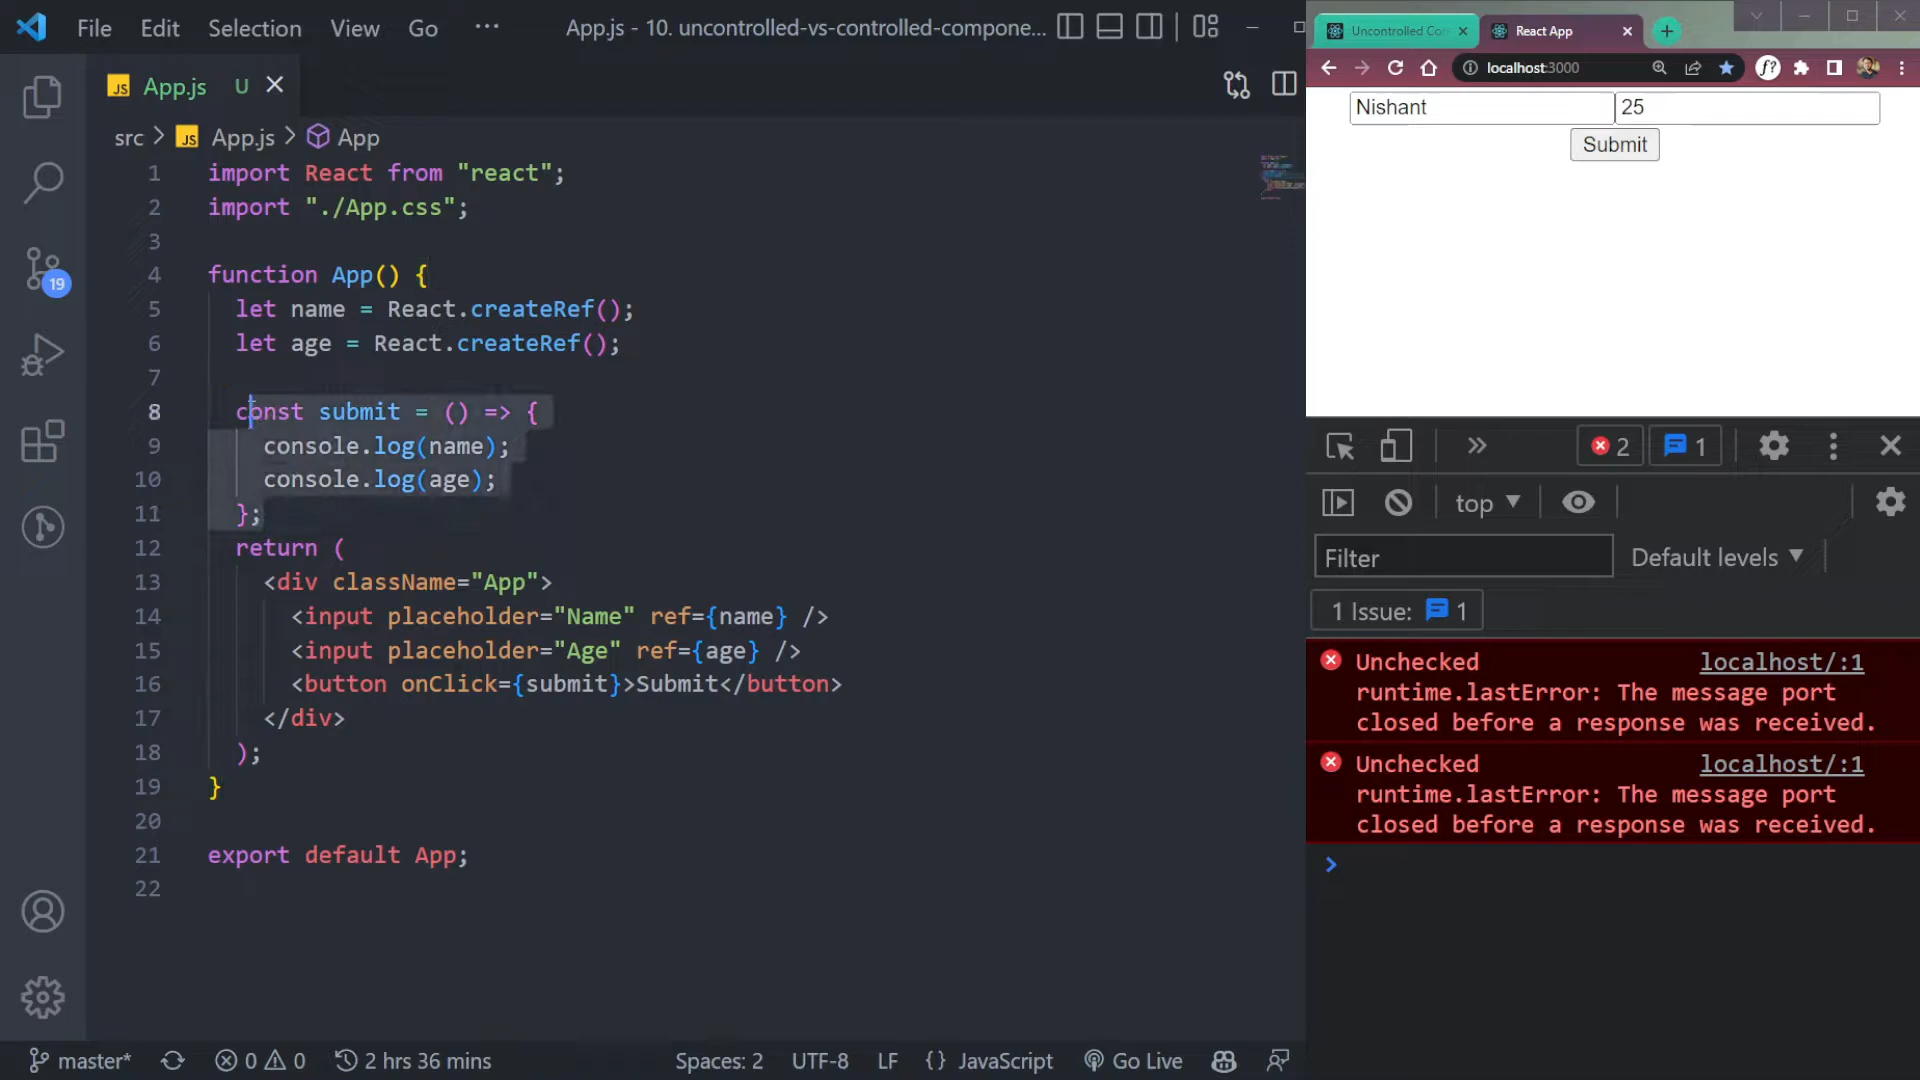 File Edit Selection View Go ··· App.js - 10. uncontrolled-vs-controlled-compone...
JS App.js U
src > JS App.js > App
1 import React from "react";
2 import "./App.css";
3
4 function App() {
5 let name = React.createRef();
6 let age = React.createRef();
7
8 const submit = () => {
9 console.log(name);
10 console.log(age);
11 };
12 return (
13 <div className="App">
14 <input placeholder="Name" ref={name} />
15 <input placeholder="Age" ref={age} />
16 <button onClick={submit}>Submit</button>
17 </div>
18 );
19 }
20
21 export default App;
22
19
master* 0 0 2 hrs 36 mins Spaces: 2 UTF-8 LF {} JavaScript Go Live
Uncontrolled Co React App
localhost:3000 f?
Nishant 25
Submit
2 1
top
Filter Default levels
1 Issue: 1
Unchecked localhost/:1
runtime.lastError: The message port
closed before a response was received.
Unchecked localhost/:1
runtime.lastError: The message port
closed before a response was received.
>